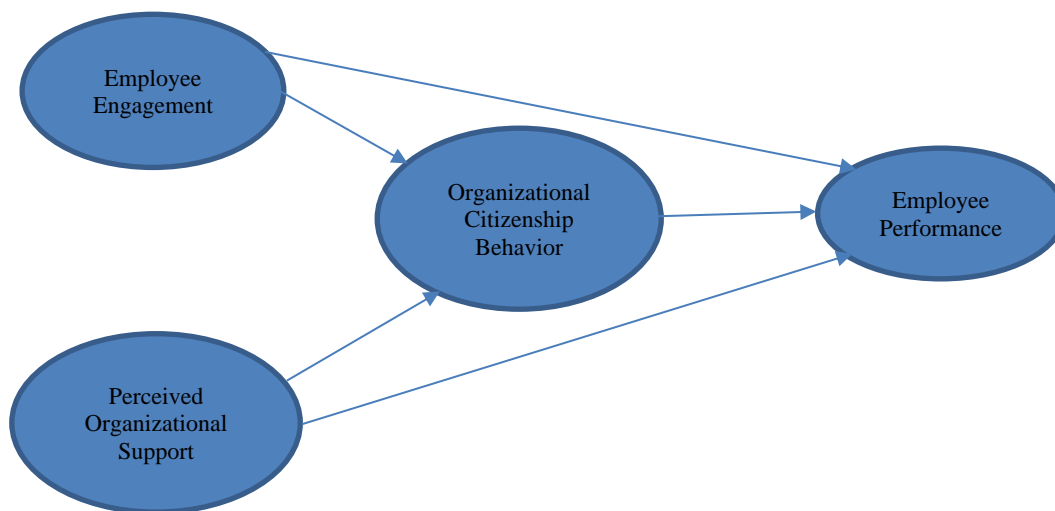 Employee
Engagement
Organizational
Citizenship
Behavior
Employee
Performance
Perceived
Organizational
Support